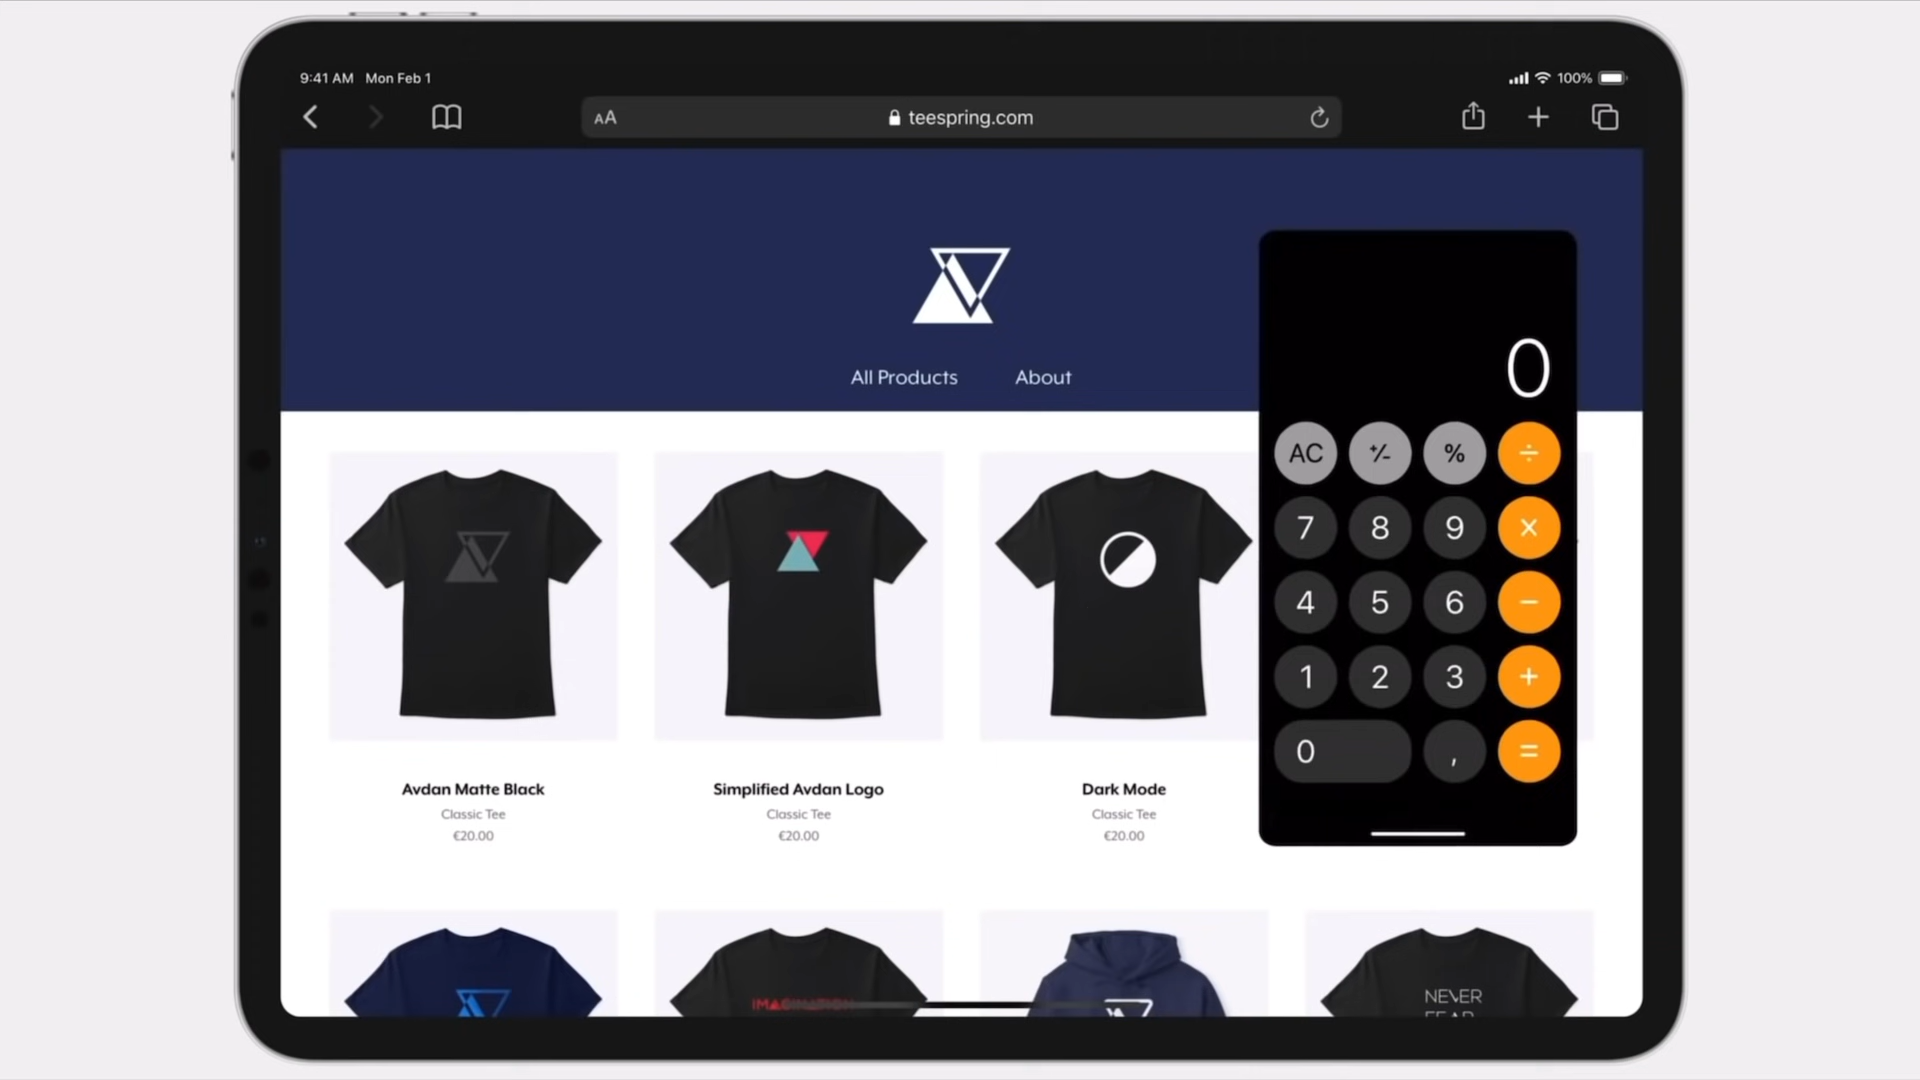 9:41 AM Mon Feb 1
100%
AA
teespring.com
All Products
About
0
AC
+/-
%
÷
7
8
9
×
4
5
6
−
1
2
3
+
0
,
=
Avdan Matte Black
Classic Tee
€20.00
Simplified Avdan Logo
Classic Tee
€20.00
Dark Mode
Classic Tee
€20.00
IMAGINATION
NEVER
FEAR